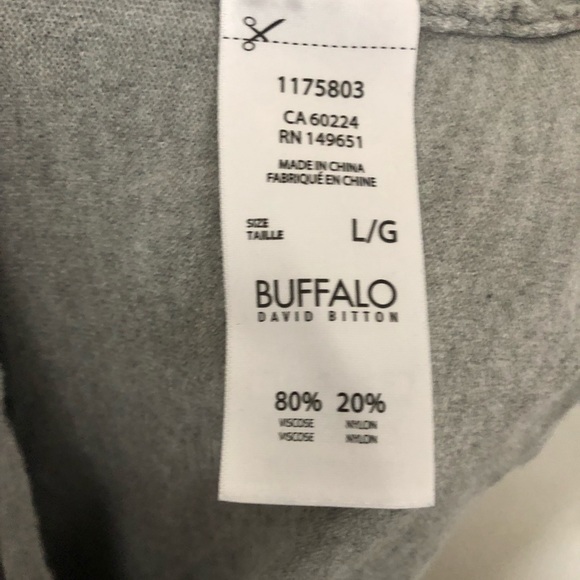 1175803
CA 60224
RN 149651
MADE IN CHINA
FABRIQUÉ EN CHINE
SIZE
TAILLE
L/G
BUFFALO
DAVID BITTON
80% 20%
VISCOSE NYLON
VISCOSE NYLON